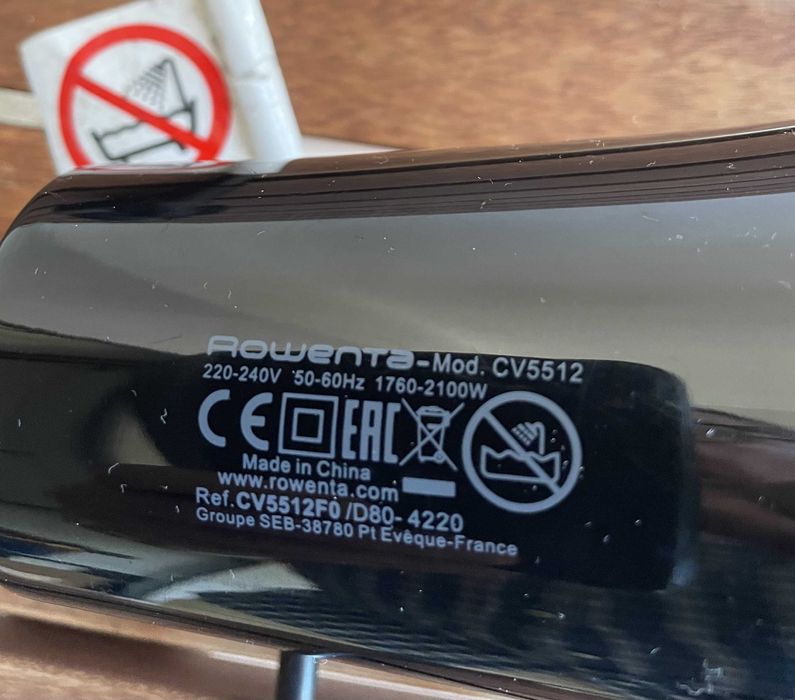 Rowenta-Mod. CV5512
220-240V 50-60Hz 1760-2100W
CE EAC
Made in China
www.rowenta.com
Ref.CV5512F0/D80-4220
Groupe SEB-38780 Pt Evêque-France